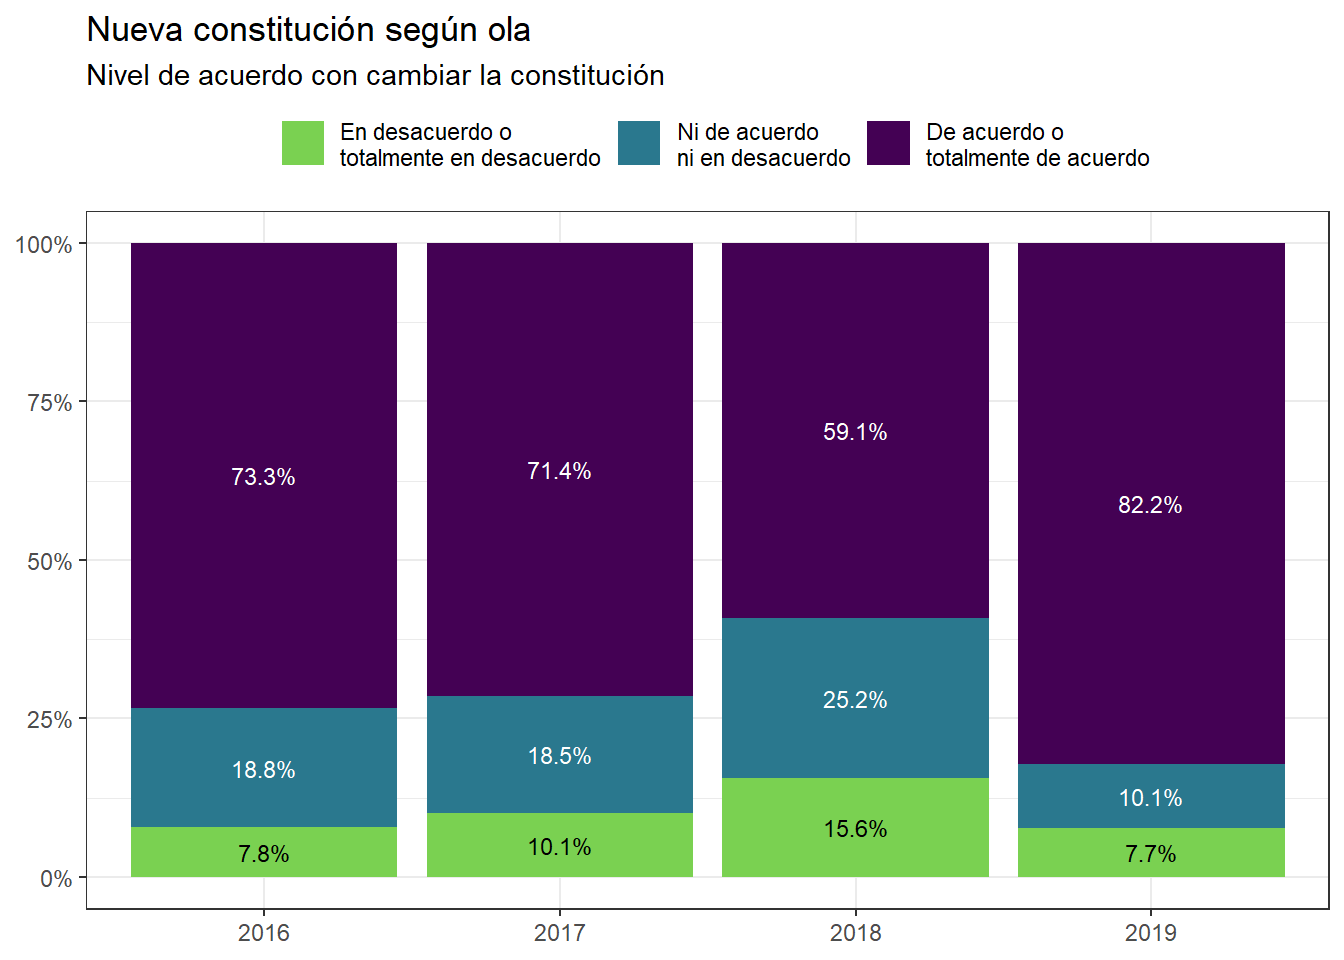 Nueva constitución según ola
Nivel de acuerdo con cambiar la constitución
En desacuerdo o
totalmente en desacuerdo
Ni de acuerdo
ni en desacuerdo
De acuerdo o
totalmente de acuerdo
100%
75%
50%
25%
0%
73.3%
18.8%
7.8%
71.4%
18.5%
10.1%
59.1%
25.2%
15.6%
82.2%
10.1%
7.7%
2016
2017
2018
2019